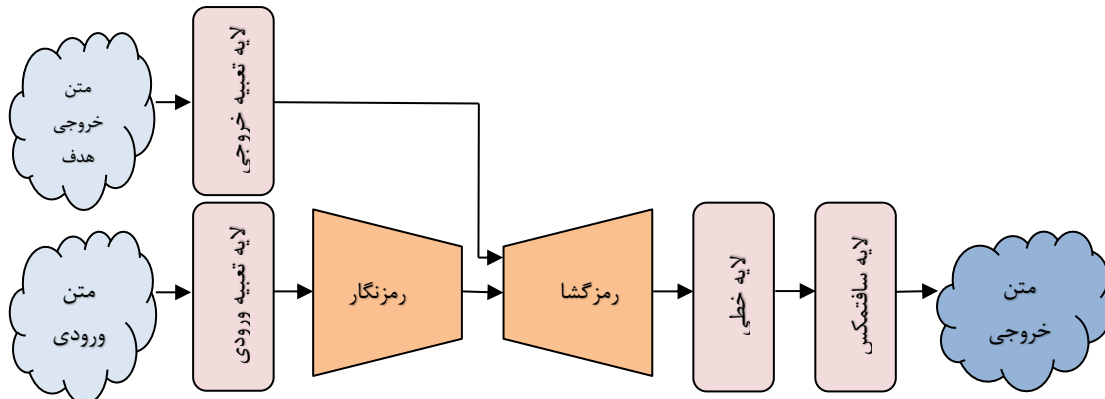 متن
خروجی
هدف
لایه تعبیه خروجی
متن
ورودی
لایه تعبیه ورودی
رمزنگار
رمزگشا
لایه خطی
لایه سافتمکس
متن
خروجی